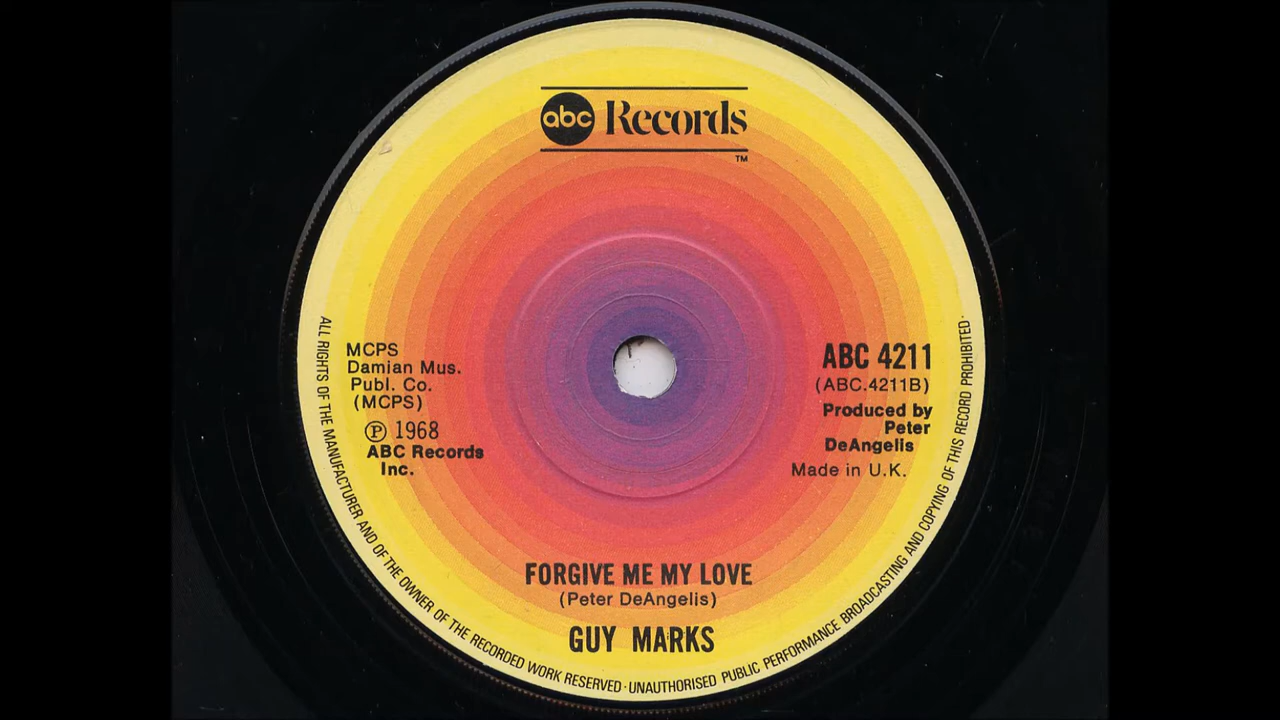 abc Records
TM
MCPS
Damian Mus.
Publ. Co.
(MCPS)
℗ 1968
ABC Records
Inc.
ABC 4211
(ABC.4211B)
Produced by
Peter
DeAngelis
Made in U.K.
FORGIVE ME MY LOVE
(Peter DeAngelis)
GUY MARKS
ALL RIGHTS OF THE MANUFACTURER AND OF THE OWNER OF THE RECORDED WORK RESERVED · UNAUTHORISED PUBLIC PERFORMANCE BROADCASTING AND COPYING OF THIS RECORD PROHIBITED ·